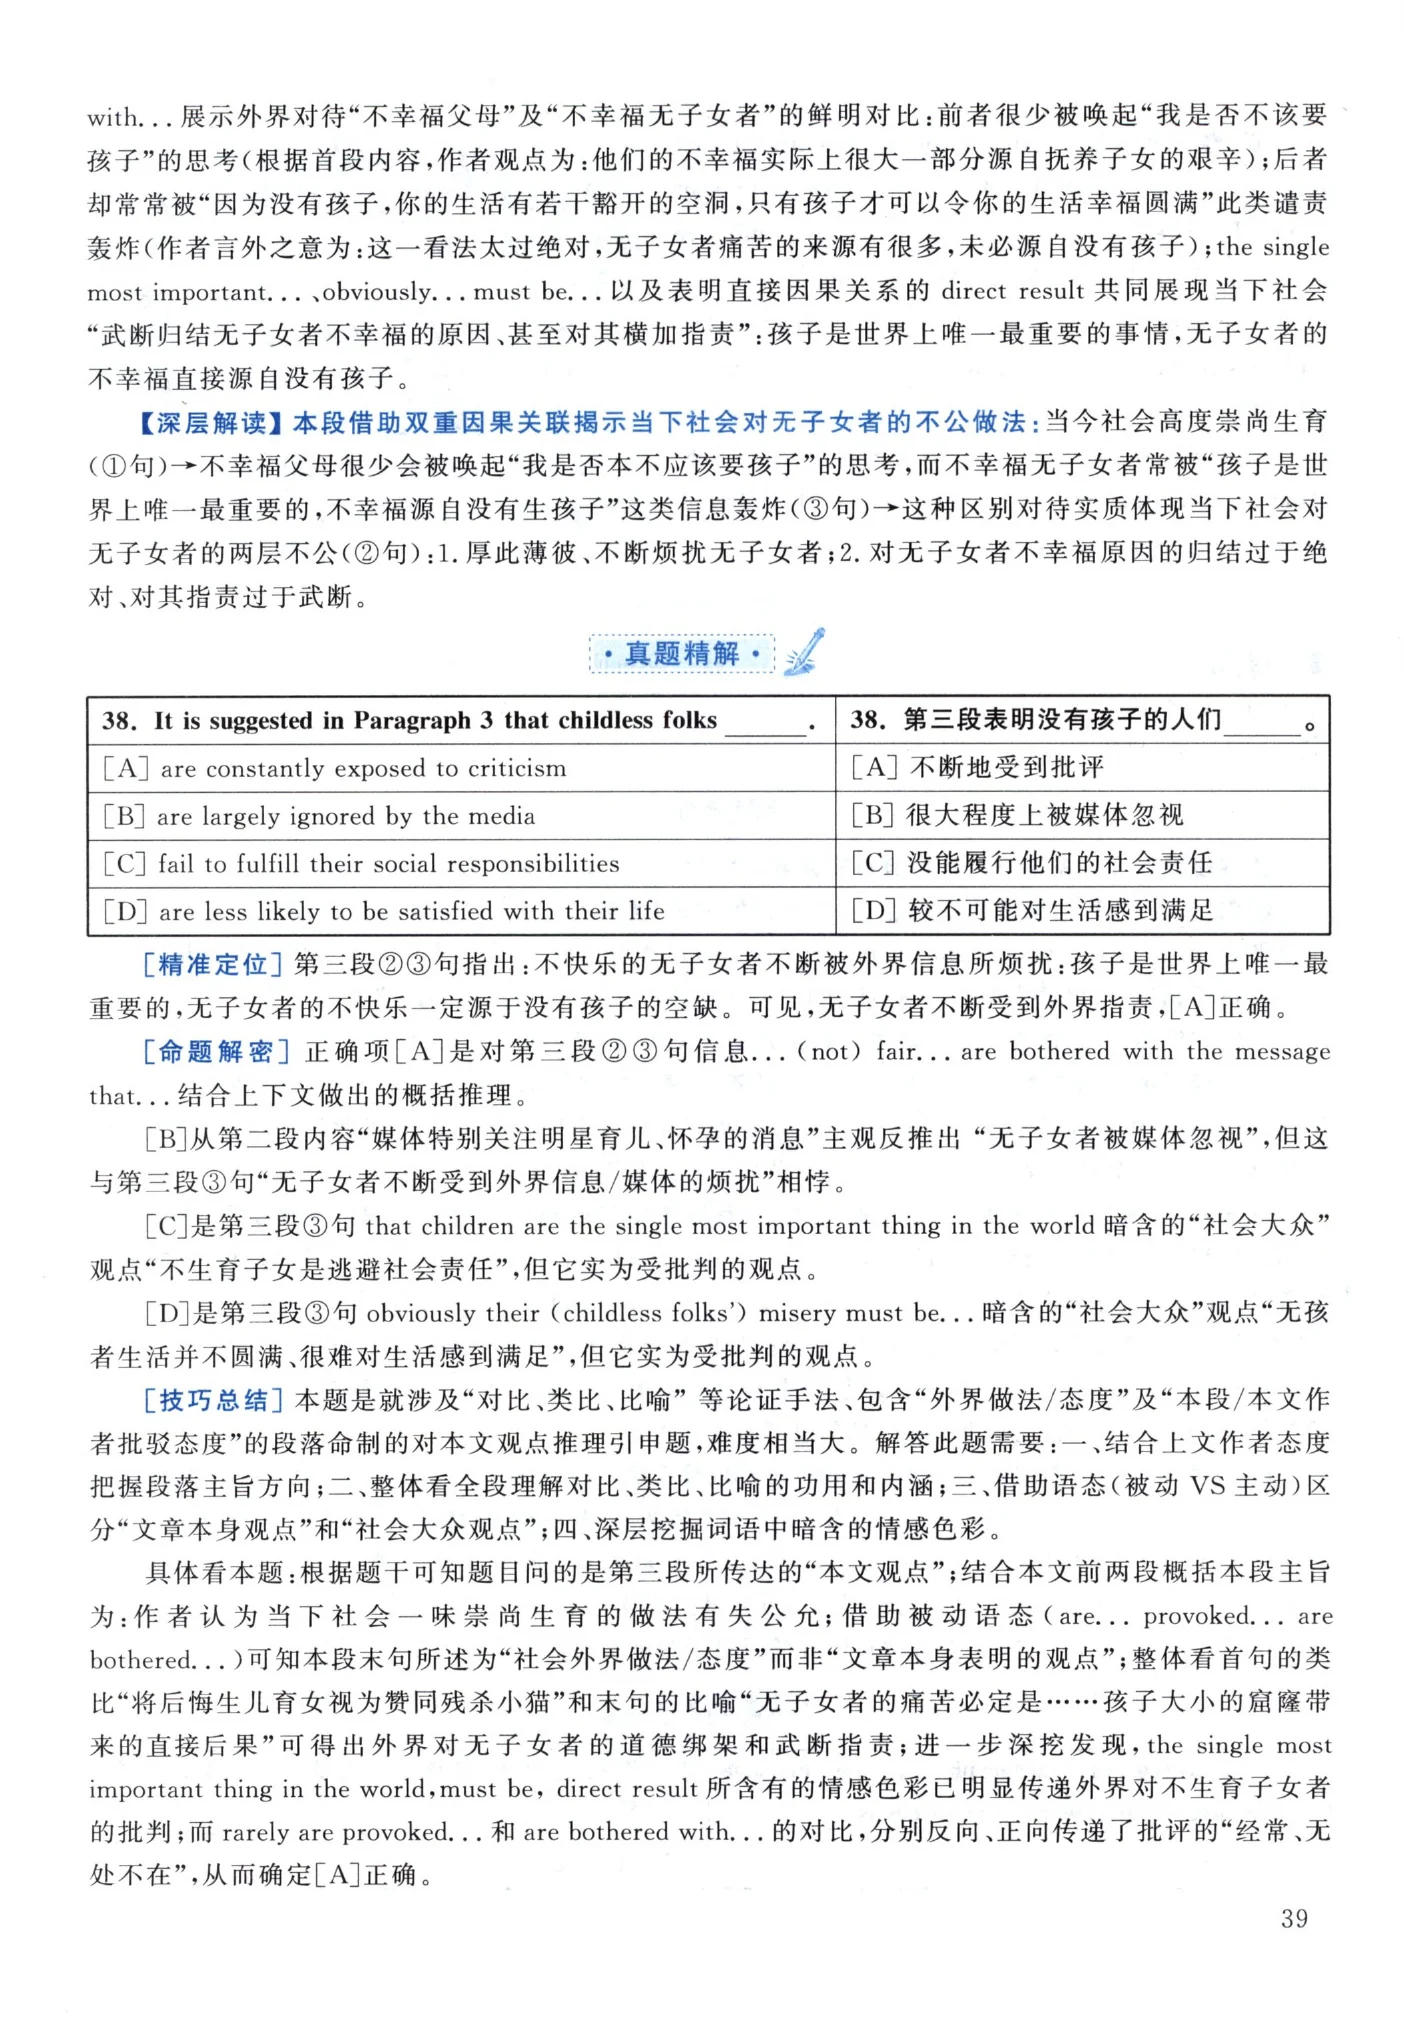 with...展示外界对待“不幸福父母”及“不幸福无子女者”的鲜明对比:前者很少被唤起“我是否不该要
孩子”的思考(根据首段内容,作者观点为:他们的不幸福实际上很大一部分源自抚养子女的艰辛);后者
却常常被“因为没有孩子,你的生活有若干豁开的空洞,只有孩子才可以令你的生活幸福圆满”此类谴责
轰炸(作者言外之意为:这一看法太过绝对,无子女者痛苦的来源有很多,未必源自没有孩子);the single
most important...、obviously...must be...以及表明直接因果关系的 direct result 共同展现当下社会
“武断归结无子女者不幸福的原因、甚至对其横加指责”:孩子是世界上唯一最重要的事情,无子女者的
不幸福直接源自没有孩子。
【深层解读】本段借助双重因果关联揭示当下社会对无子女者的不公做法:当今社会高度崇尚生育
(①句)→不幸福父母很少会被唤起“我是否本不应该要孩子”的思考,而不幸福无子女者常被“孩子是世
界上唯一最重要的,不幸福源自没有生孩子”这类信息轰炸(③句)→这种区别对待实质体现当下社会对
无子女者的两层不公(②句):1.厚此薄彼、不断烦扰无子女者;2.对无子女者不幸福原因的归结过于绝
对、对其指责过于武断。
·真题精解·
38. It is suggested in Paragraph 3 that childless folks ______.
38. 第三段表明没有孩子的人们______。
[A] are constantly exposed to criticism
[A] 不断地受到批评
[B] are largely ignored by the media
[B] 很大程度上被媒体忽视
[C] fail to fulfill their social responsibilities
[C] 没能履行他们的社会责任
[D] are less likely to be satisfied with their life
[D] 较不可能对生活感到满足
[精准定位] 第三段②③句指出:不快乐的无子女者不断被外界信息所烦扰:孩子是世界上唯一最
重要的,无子女者的不快乐一定源于没有孩子的空缺。可见,无子女者不断受到外界指责,[A]正确。
[命题解密] 正确项[A]是对第三段②③句信息...(not) fair...are bothered with the message
that...结合上下文做出的概括推理。
[B]从第二段内容“媒体特别关注明星育儿、怀孕的消息”主观反推出 “无子女者被媒体忽视”,但这
与第三段③句“无子女者不断受到外界信息/媒体的烦扰”相悖。
[C]是第三段③句 that children are the single most important thing in the world 暗含的“社会大众”
观点“不生育子女是逃避社会责任”,但它实为受批判的观点。
[D]是第三段③句 obviously their (childless folks’) misery must be...暗含的“社会大众”观点“无孩
者生活并不圆满、很难对生活感到满足”,但它实为受批判的观点。
[技巧总结] 本题是就涉及“对比、类比、比喻” 等论证手法、包含“外界做法/态度”及“本段/本文作
者批驳态度”的段落命制的对本文观点推理引申题,难度相当大。解答此题需要:一、结合上文作者态度
把握段落主旨方向;二、整体看全段理解对比、类比、比喻的功用和内涵;三、借助语态(被动 VS 主动)区
分“文章本身观点”和“社会大众观点”;四、深层挖掘词语中暗含的情感色彩。
具体看本题:根据题干可知题目问的是第三段所传达的“本文观点”;结合本文前两段概括本段主旨
为:作者认为当下社会一味崇尚生育的做法有失公允;借助被动语态(are... provoked... are
bothered...)可知本段末句所述为“社会外界做法/态度”而非“文章本身表明的观点”;整体看首句的类
比“将后悔生儿育女视为赞同残杀小猫”和末句的比喻“无子女者的痛苦必定是……孩子大小的窟窿带
来的直接后果”可得出外界对无子女者的道德绑架和武断指责;进一步深挖发现,the single most
important thing in the world,must be, direct result 所含有的情感色彩已明显传递外界对不生育子女者
的批判;而 rarely are provoked...和 are bothered with...的对比,分别反向、正向传递了批评的“经常、无
处不在”,从而确定[A]正确。
39